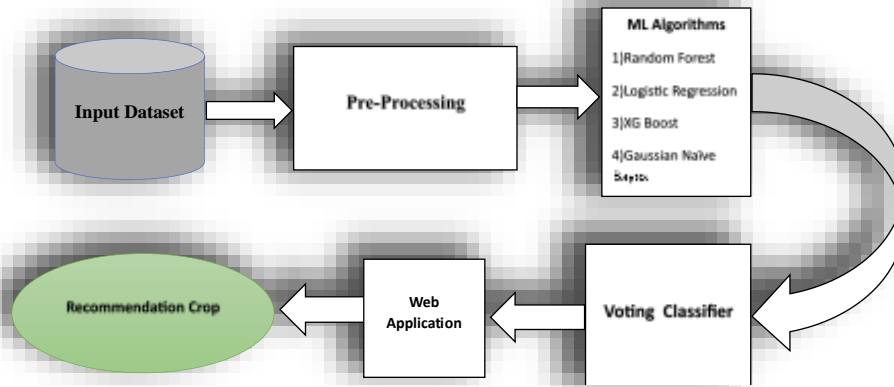 Input Dataset
Pre-Processing
ML Algorithms
1)Random Forest
2)Logistic Regression
3)XG Boost
4)Gaussian Naïve
Voting Classifier
Web
Application
Recommendation Crop